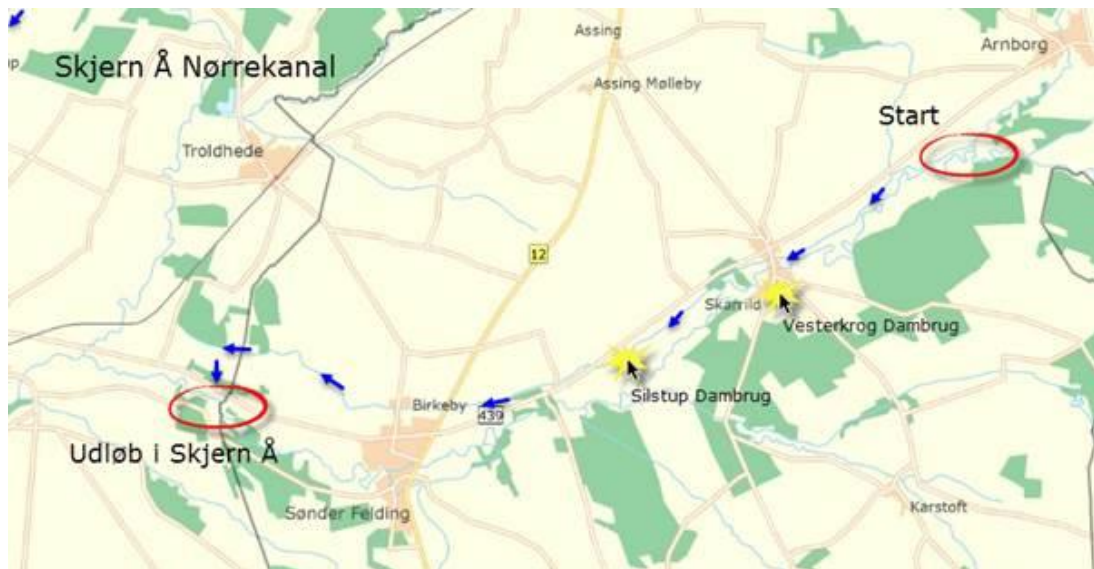 Assing
Arnborg
Skjern Å Nørrekanal
Assing Mølleby
Start
Troldhede
12
Skarrild
Vesterkrog Dambrug
Silstup Dambrug
Birkeby
439
Udløb i Skjern Å
Sønder Felding
Karstoft